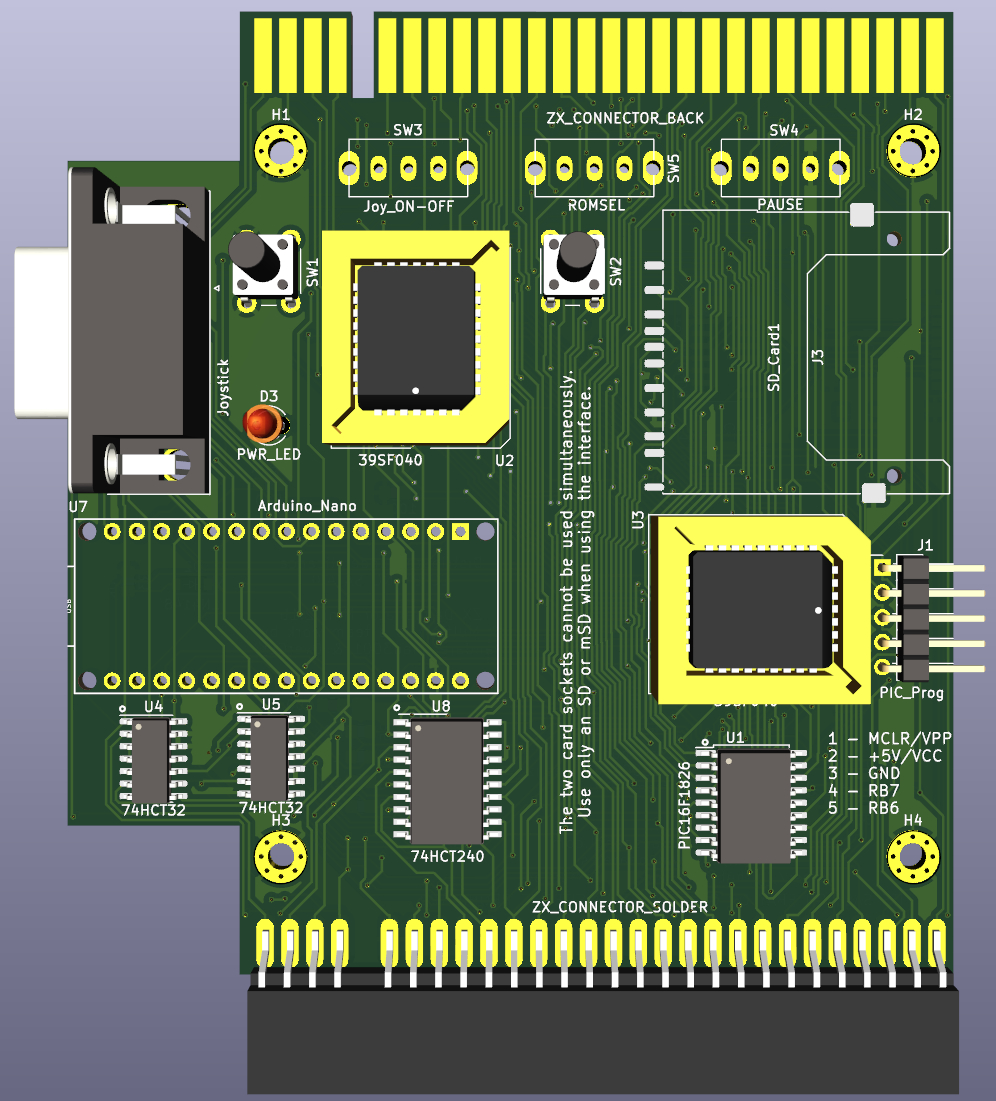 H1
H2
ZX_CONNECTOR_BACK
SW3
SW4
SW5
Joy_ON-OFF
ROMSEL
PAUSE
SW1
SW2
SD_Card1
J3
Joystick
D3
PWR_LED
39SF040
U2
The two card sockets cannot be used simultaneously.
Use only an SD or mSD when using the interface.
U7
Arduino_Nano
USB
U3
J1
PIC_Prog
U4
U5
U8
U1
1 - MCLR/VPP
2 - +5V/VCC
3 - GND
4 - RB7
5 - RB6
PIC16F1826
74HCT32
74HCT32
H3
H4
74HCT240
ZX_CONNECTOR_SOLDER